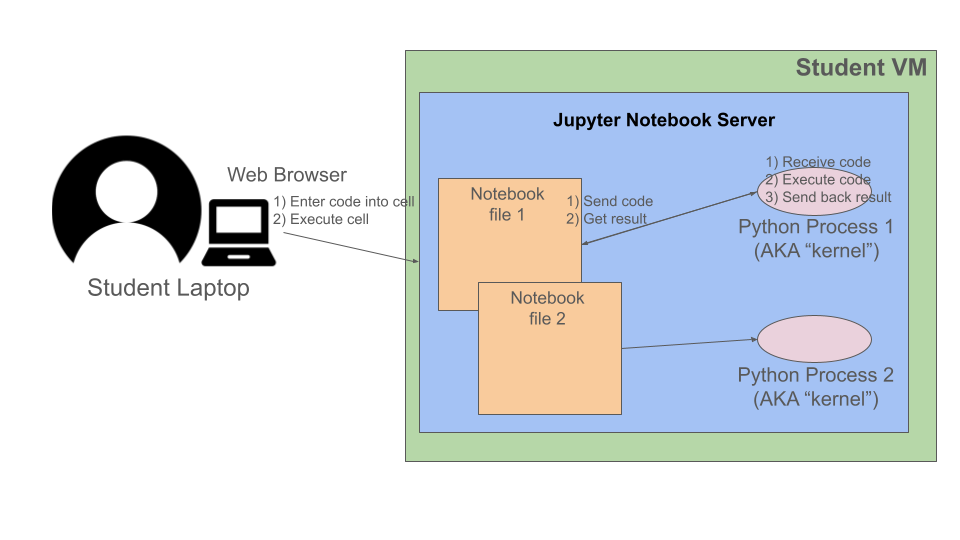 Student VM
Jupyter Notebook Server
Web Browser
1) Enter code into cell
2) Execute cell
Student Laptop
Notebook
file 1
1) Send code
2) Get result
1) Receive code
2) Execute code
3) Send back result
Python Process 1
(AKA “kernel”)
Notebook
file 2
Python Process 2
(AKA “kernel”)